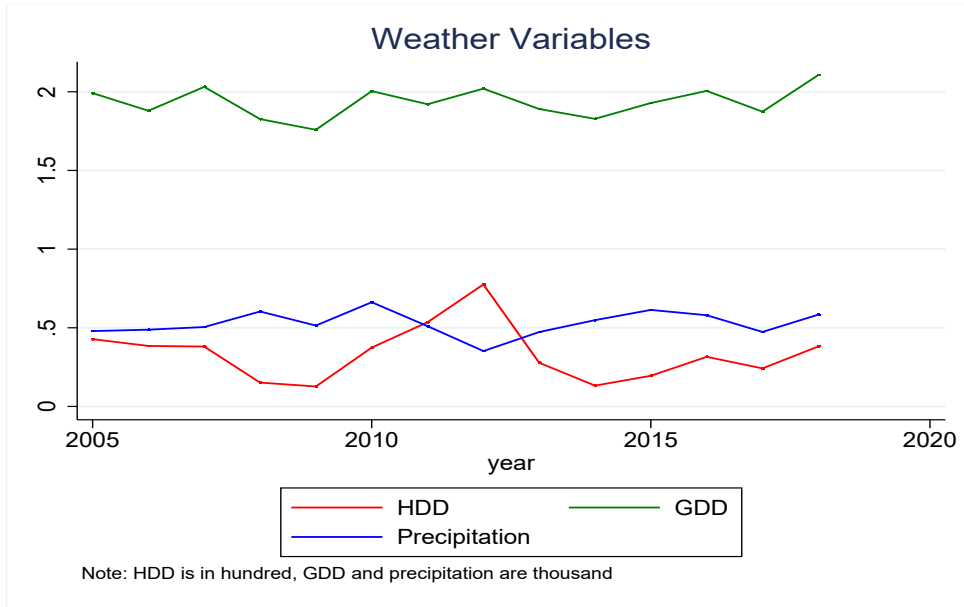 Weather Variables
2
1.5
1
.5
0
2005 2010 2015 2020
year
HDD GDD
Precipitation
Note: HDD is in hundred, GDD and precipitation are thousand